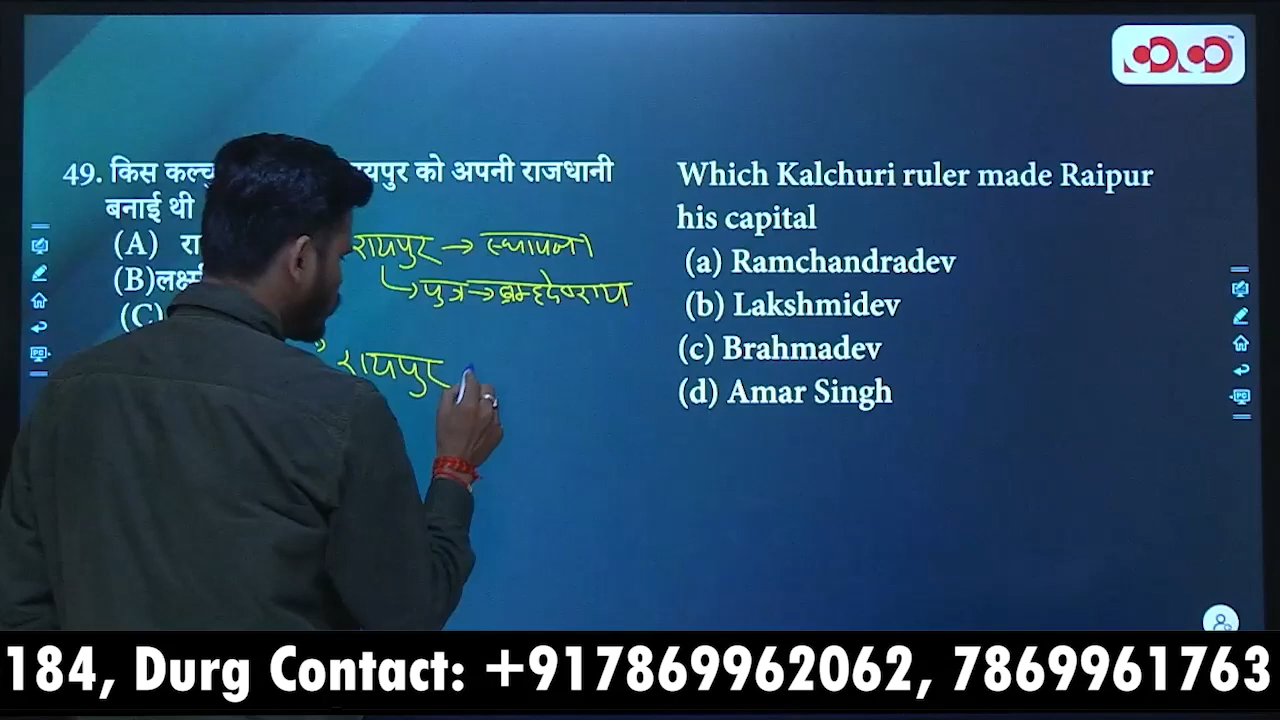 49. किस यपुर को अपनी राजधानी
बनाई थी
(A) रा
(B)लक्ष्मी
(C)
रायपुर → स्थापना
पुत्र → ब्रम्हदेवराय
रायपुर
Which Kalchuri ruler made Raipur
his capital
(a) Ramchandradev
(b) Lakshmidev
(c) Brahmadev
(d) Amar Singh
184, Durg Contact: +917869962062, 7869961763